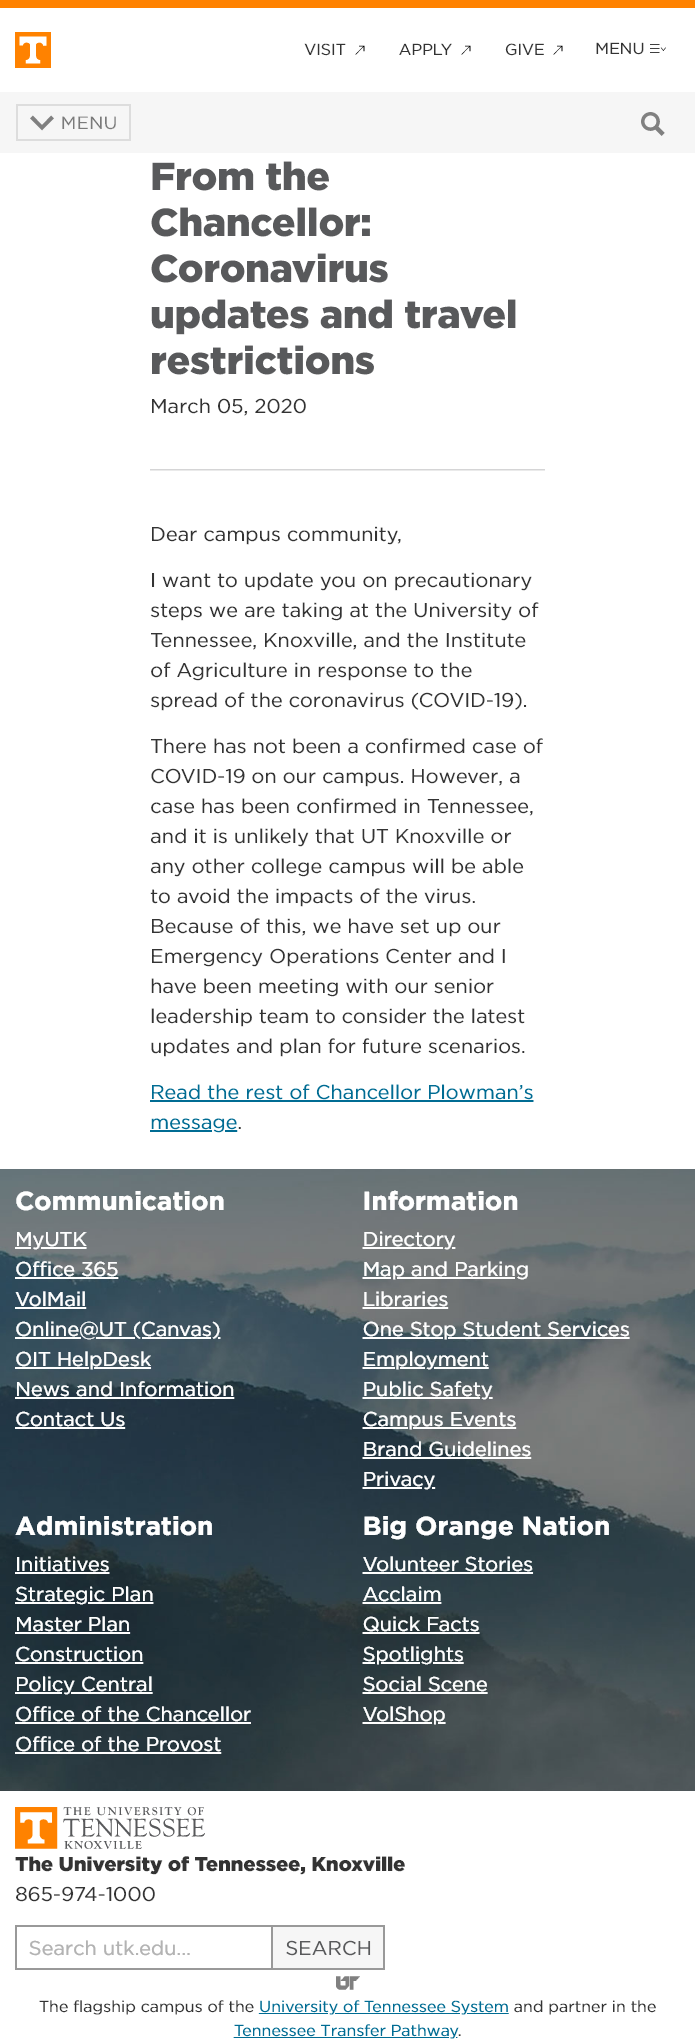 T
VISIT APPLY GIVE MENU
MENU
From the
Chancellor:
Coronavirus
updates and travel
restrictions
March 05, 2020
Dear campus community,
I want to update you on precautionary
steps we are taking at the University of
Tennessee, Knoxville, and the Institute
of Agriculture in response to the
spread of the coronavirus (COVID-19).
There has not been a confirmed case of
COVID-19 on our campus. However, a
case has been confirmed in Tennessee,
and it is unlikely that UT Knoxville or
any other college campus will be able
to avoid the impacts of the virus.
Because of this, we have set up our
Emergency Operations Center and I
have been meeting with our senior
leadership team to consider the latest
updates and plan for future scenarios.
Read the rest of Chancellor Plowman’s
message.
Communication
MyUTK
Office 365
VolMail
Online@UT (Canvas)
OIT HelpDesk
News and Information
Contact Us
Information
Directory
Map and Parking
Libraries
One Stop Student Services
Employment
Public Safety
Campus Events
Brand Guidelines
Privacy
Administration
Initiatives
Strategic Plan
Master Plan
Construction
Policy Central
Office of the Chancellor
Office of the Provost
Big Orange Nation
Volunteer Stories
Acclaim
Quick Facts
Spotlights
Social Scene
VolShop
T
THE UNIVERSITY OF
TENNESSEE
KNOXVILLE
The University of Tennessee, Knoxville
865-974-1000
Search utk.edu... SEARCH
UT
The flagship campus of the University of Tennessee System and partner in the
Tennessee Transfer Pathway.